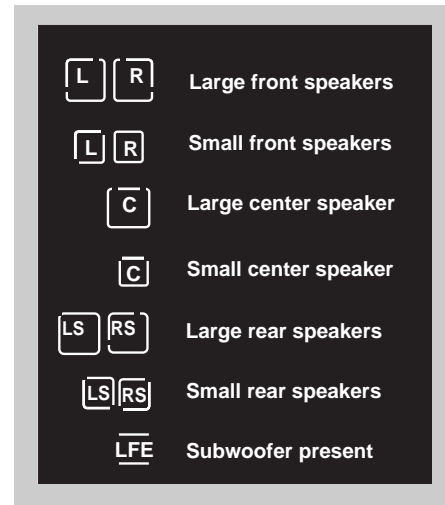 L R Large front speakers
L R Small front speakers
C Large center speaker
C Small center speaker
LS RS Large rear speakers
LS RS Small rear speakers
LFE Subwoofer present